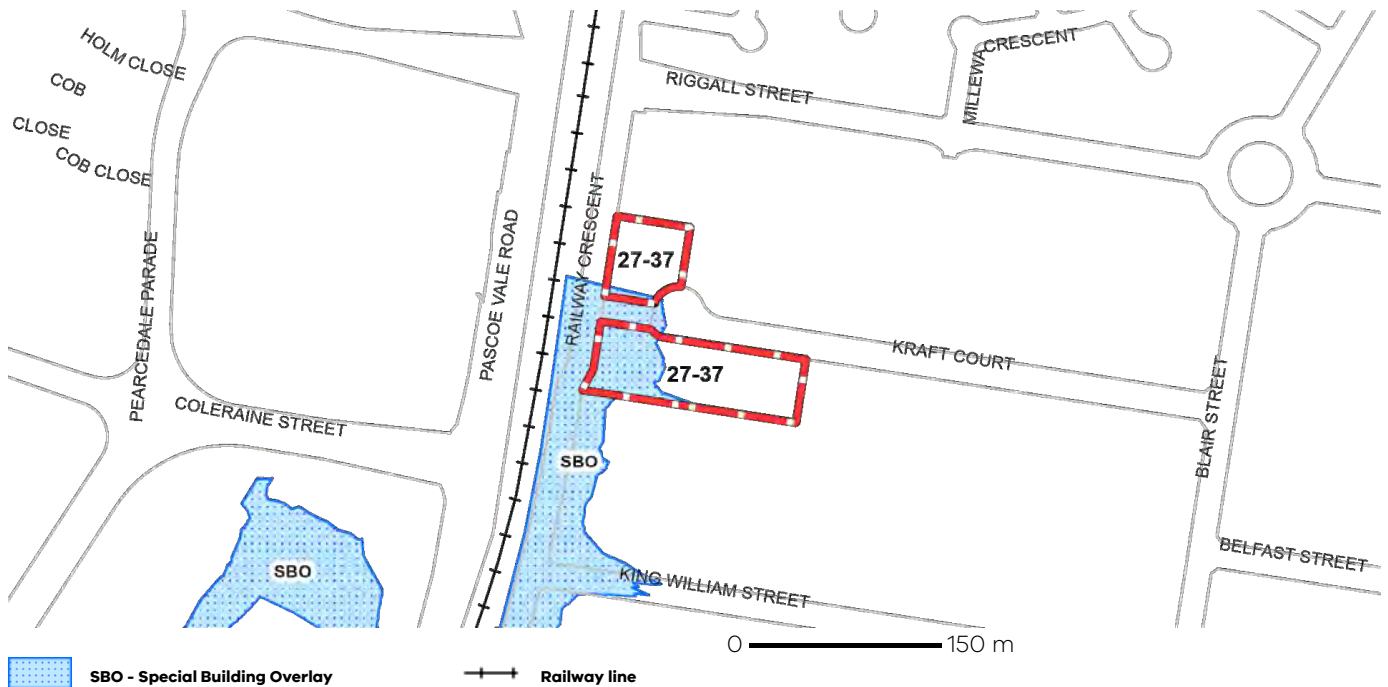 HOLM CLOSE
COB
CLOSE
COB CLOSE
PEARCEDALE PARADE
COLERAINE STREET
PASCOE VALE ROAD
RAILWAY CRESCENT
RIGGALL STREET
MILLEWA
CRESCENT
27-37
27-37
KRAFT COURT
BLAIR STREET
BELFAST STREET
KING WILLIAM STREET
SBO
SBO
0 150 m
SBO - Special Building Overlay
Railway line